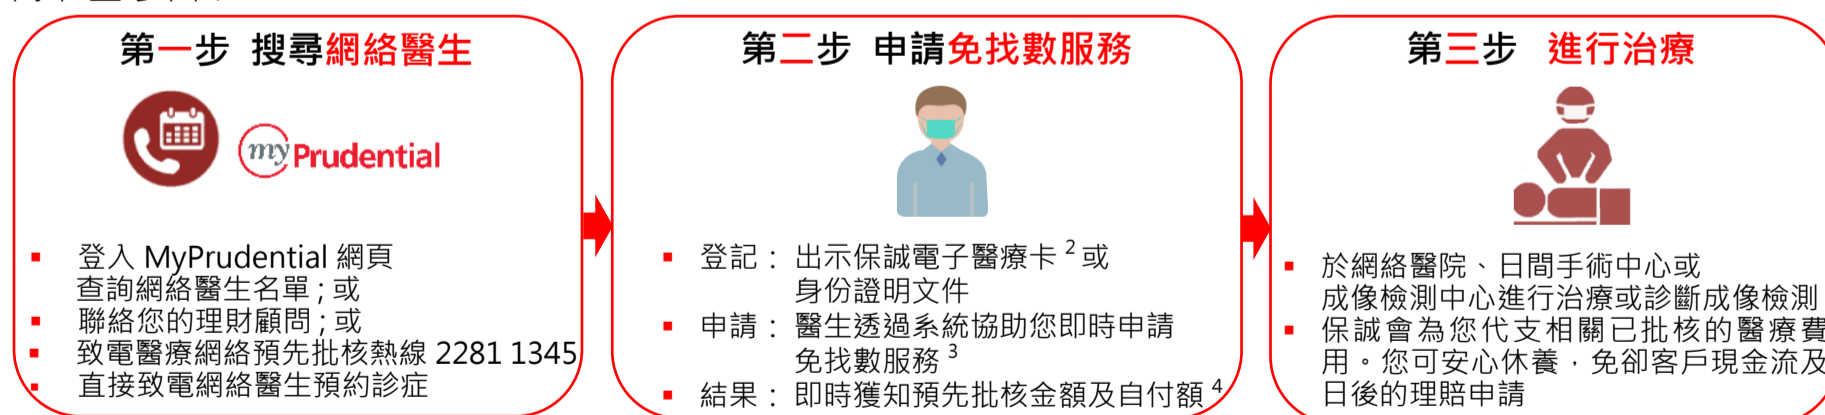 第一步 搜尋網絡醫生
my Prudential
▪ 登入 MyPrudential 網頁
查詢網絡醫生名單；或
▪ 聯絡您的理財顧問；或
▪ 致電醫療網絡預先批核熱線 2281 1345
▪ 直接致電網絡醫生預約診症
第二步 申請免找數服務
▪ 登記：出示保誠電子醫療卡 2 或
身份證明文件
▪ 申請：醫生透過系統協助您即時申請
免找數服務 3
▪ 結果：即時獲知預先批核金額及自付額 4
第三步 進行治療
▪ 於網絡醫院、日間手術中心或
成像檢測中心進行治療或診斷成像檢測
▪ 保誠會為您代支相關已批核的醫療費
用。您可安心休養，免卻客戶現金流及
日後的理賠申請